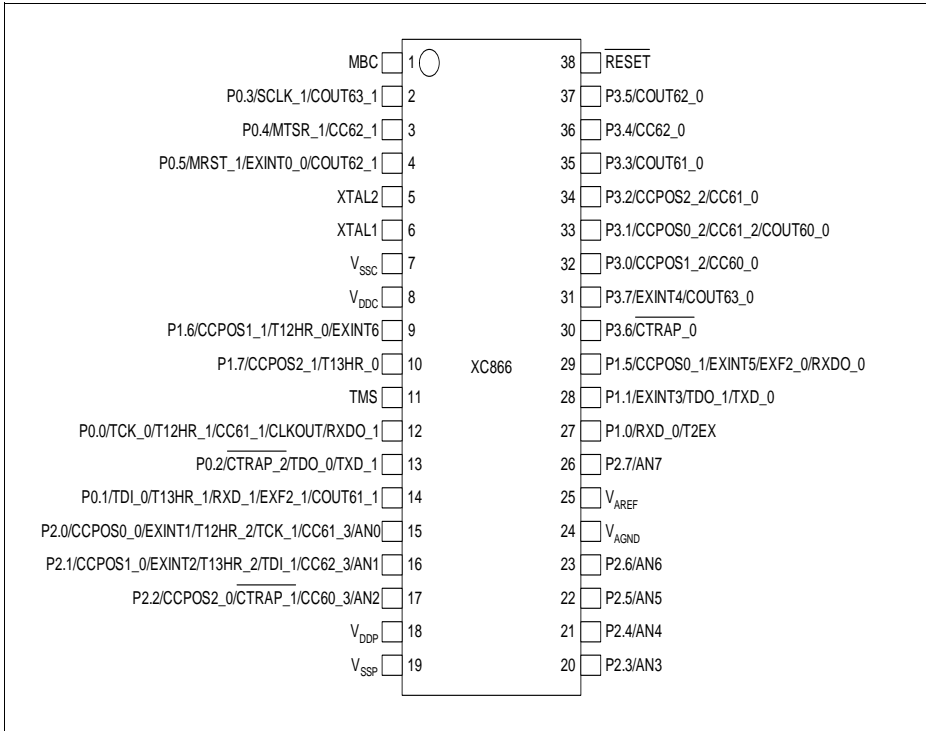 MBC 1 38 RESET
P0.3/SCLK_1/COUT63_1 2 37 P3.5/COUT62_0
P0.4/MTSR_1/CC62_1 3 36 P3.4/CC62_0
P0.5/MRST_1/EXINT0_0/COUT62_1 4 35 P3.3/COUT61_0
XTAL2 5 34 P3.2/CCPOS2_2/CC61_0
XTAL1 6 33 P3.1/CCPOS0_2/CC61_2/COUT60_0
VSSC 7 32 P3.0/CCPOS1_2/CC60_0
VDDC 8 31 P3.7/EXINT4/COUT63_0
P1.6/CCPOS1_1/T12HR_0/EXINT6 9 30 P3.6/CTRAP_0
P1.7/CCPOS2_1/T13HR_0 10 XC866 29 P1.5/CCPOS0_1/EXINT5/EXF2_0/RXDO_0
TMS 11 28 P1.1/EXINT3/TDO_1/TXD_0
P0.0/TCK_0/T12HR_1/CC61_1/CLKOUT/RXDO_1 12 27 P1.0/RXD_0/T2EX
P0.2/CTRAP_2/TDO_0/TXD_1 13 26 P2.7/AN7
P0.1/TDI_0/T13HR_1/RXD_1/EXF2_1/COUT61_1 14 25 VAREF
P2.0/CCPOS0_0/EXINT1/T12HR_2/TCK_1/CC61_3/AN0 15 24 VAGND
P2.1/CCPOS1_0/EXINT2/T13HR_2/TDI_1/CC62_3/AN1 16 23 P2.6/AN6
P2.2/CCPOS2_0/CTRAP_1/CC60_3/AN2 17 22 P2.5/AN5
VDDP 18 21 P2.4/AN4
VSSP 19 20 P2.3/AN3